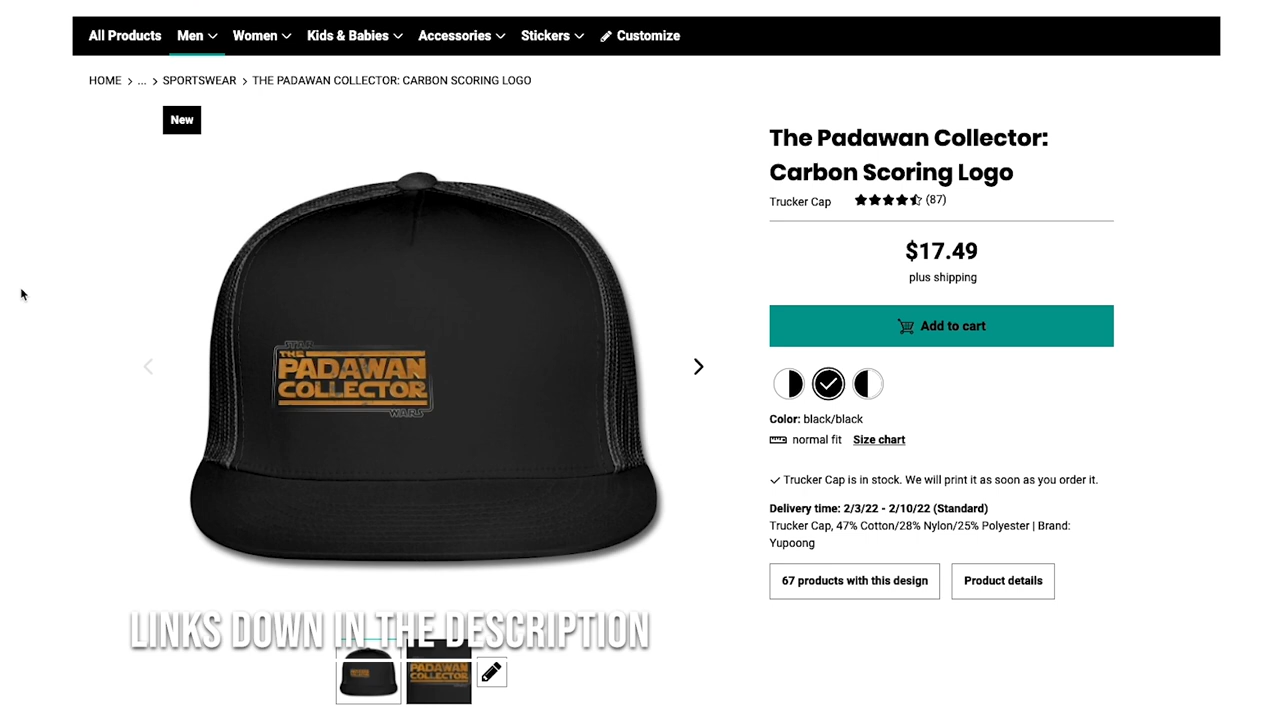 All Products Men Women Kids & Babies Accessories Stickers Customize
HOME > ... > SPORTSWEAR > THE PADAWAN COLLECTOR: CARBON SCORING LOGO
New
STAR
THE
PADAWAN
COLLECTOR
WARS
The Padawan Collector:
Carbon Scoring Logo
Trucker Cap (87)
$17.49
plus shipping
Add to cart
Color: black/black
normal fit Size chart
Trucker Cap is in stock. We will print it as soon as you order it.
Delivery time: 2/3/22 - 2/10/22 (Standard)
Trucker Cap, 47% Cotton/28% Nylon/25% Polyester | Brand:
Yupoong
67 products with this design Product details
LINKS DOWN IN THE DESCRIPTION
PADAWAN
COLLECTOR